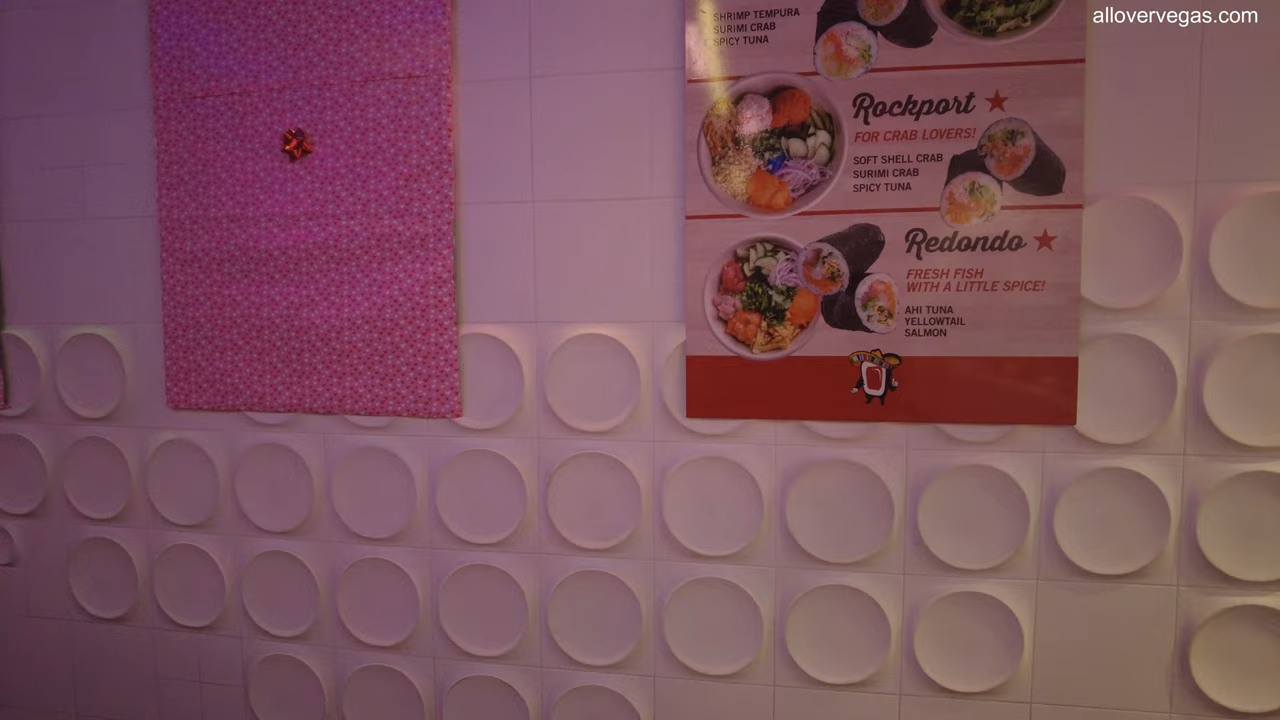 allovervegas.com
SHRIMP TEMPURA
SURIMI CRAB
SPICY TUNA
Rockport
FOR CRAB LOVERS!
SOFT SHELL CRAB
SURIMI CRAB
SPICY TUNA
Redondo
FRESH FISH
WITH A LITTLE SPICE!
AHI TUNA
YELLOWTAIL
SALMON